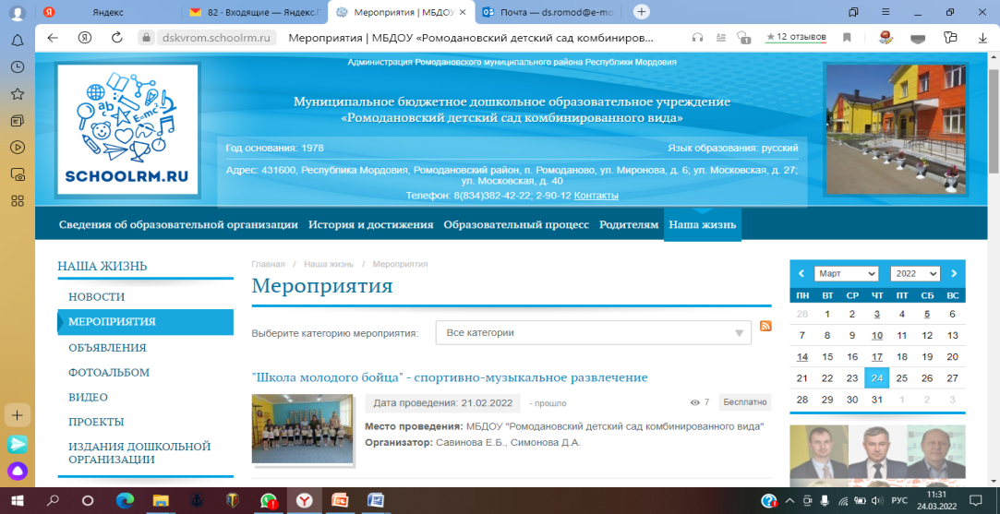 Яндекс
82 · Входящие — Яндекс.Г
Мероприятия | МБДОУ
Почта — ds.romod@e-mo
dskvrom.schoolrm.ru
Мероприятия | МБДОУ «Ромодановский детский сад комбиниров...
★ 12 отзывов
Администрация Ромодановского муниципального района Республики Мордовия
Муниципальное бюджетное дошкольное образовательное учреждение
«Ромодановский детский сад комбинированного вида»
Год основания: 1978
Язык образования: русский
Адрес: 431600, Республика Мордовия, Ромодановский район, п. Ромоданово, ул. Миронова, д. 6; ул. Московская, д. 27;
ул. Московская, д. 40
Телефон: 8(834)382-42-22; 2-90-12 Контакты
abc
E=mc²
SCHOOLRM.RU
Сведения об образовательной организации История и достижения Образовательный процесс Родителям Наша жизнь
НАША ЖИЗНЬ
НОВОСТИ
МЕРОПРИЯТИЯ
ОБЪЯВЛЕНИЯ
ФОТОАЛЬБОМ
ВИДЕО
ПРОЕКТЫ
ИЗДАНИЯ ДОШКОЛЬНОЙ
ОРГАНИЗАЦИИ
Главная / Наша жизнь / Мероприятия
Мероприятия
Выберите категорию мероприятия:
Все категории
"Школа молодого бойца" - спортивно-музыкальное развлечение
Дата проведения: 21.02.2022 - прошло
7 Бесплатно
Место проведения: МБДОУ "Ромодановский детский сад комбинированного вида"
Организатор: Савинова Е.Б., Симонова Д.А.
Март 2022
ПН ВТ СР ЧТ ПТ СБ ВС
28 1 2 3 4 5 6
7 8 9 10 11 12 13
14 15 16 17 18 19 20
21 22 23 24 25 26 27
28 29 30 31 1 2 3
РУС
11:31
24.03.2022